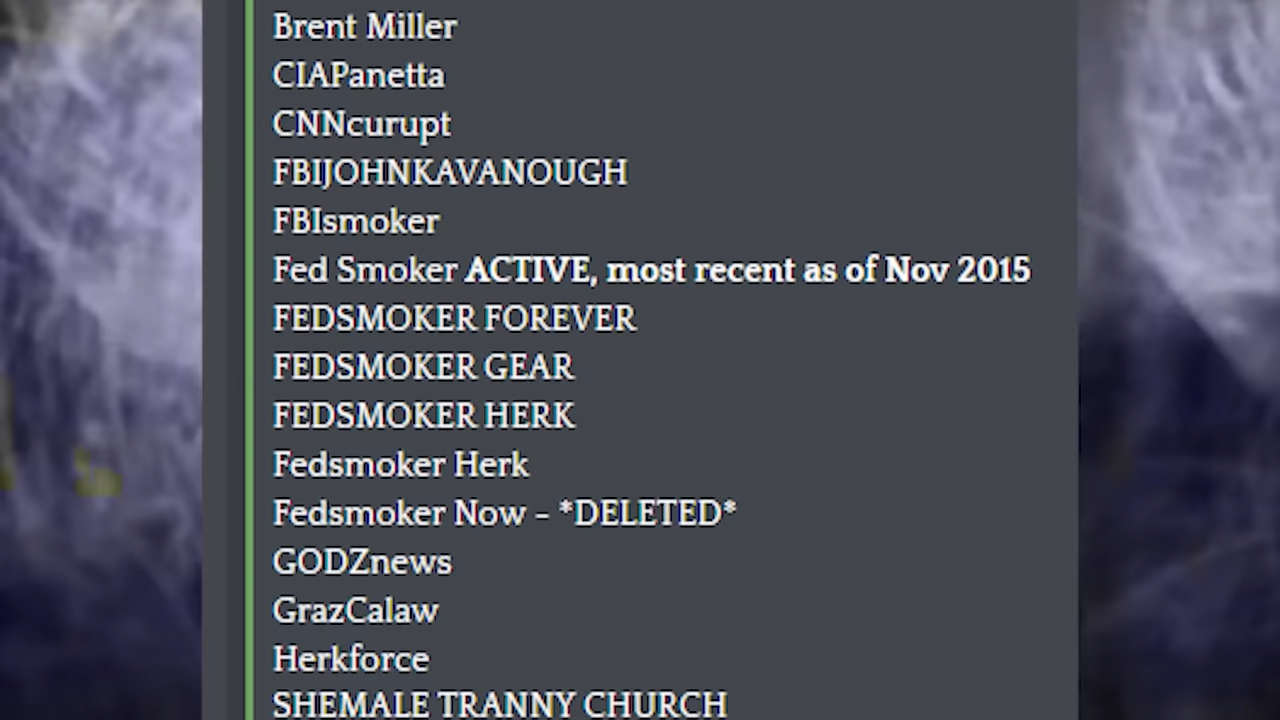 Brent Miller
CIAPanetta
CNNcurupt
FBIJOHNKAVANOUGH
FBIsmoker
Fed Smoker ACTIVE, most recent as of Nov 2015
FEDSMOKER FOREVER
FEDSMOKER GEAR
FEDSMOKER HERK
Fedsmoker Herk
Fedsmoker Now – *DELETED*
GODZnews
GrazCalaw
Herkforce
SHEMALE TRANNY CHURCH